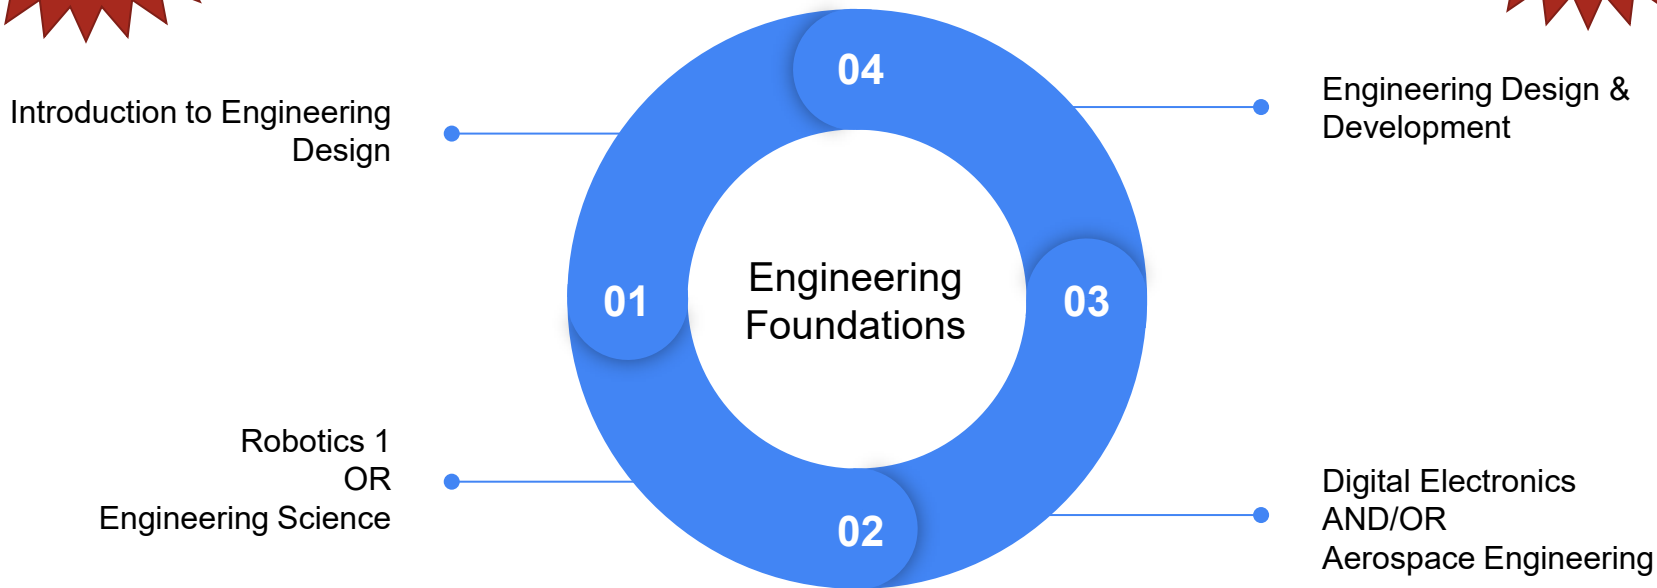 Introduction to Engineering
Design
01
Robotics 1
OR
Engineering Science
02
Engineering
Foundations
Digital Electronics
AND/OR
Aerospace Engineering
03
Engineering Design &
Development
04